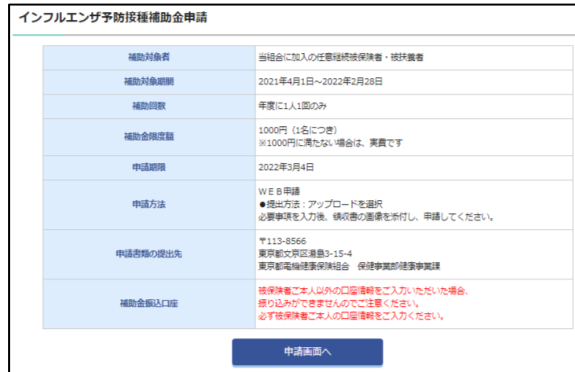 インフルエンザ予防接種補助金申請
補助対象者
当組合に加入の任意継続被保険者・被扶養者
補助対象期間
2021年4月1日～2022年2月28日
補助回数
年度に1人1回のみ
補助金限度額
1000円（1名につき）
※1000円に満たない場合は、実費です
申請期限
2022年3月4日
申請方法
ＷＥＢ申請
●提出方法：アップロードを選択
必要事項を入力後、領収書の画像を添付し、申請してください。
申請書類の提出先
〒113-8566
東京都文京区湯島3-15-4
東京都電機健康保険組合　保健事業部健康事業課
補助金振込口座
被保険者ご本人以外の口座情報をご入力いただいた場合、
振り込みができませんのでご注意ください。
必ず被保険者ご本人の口座情報をご入力ください。
申請画面へ